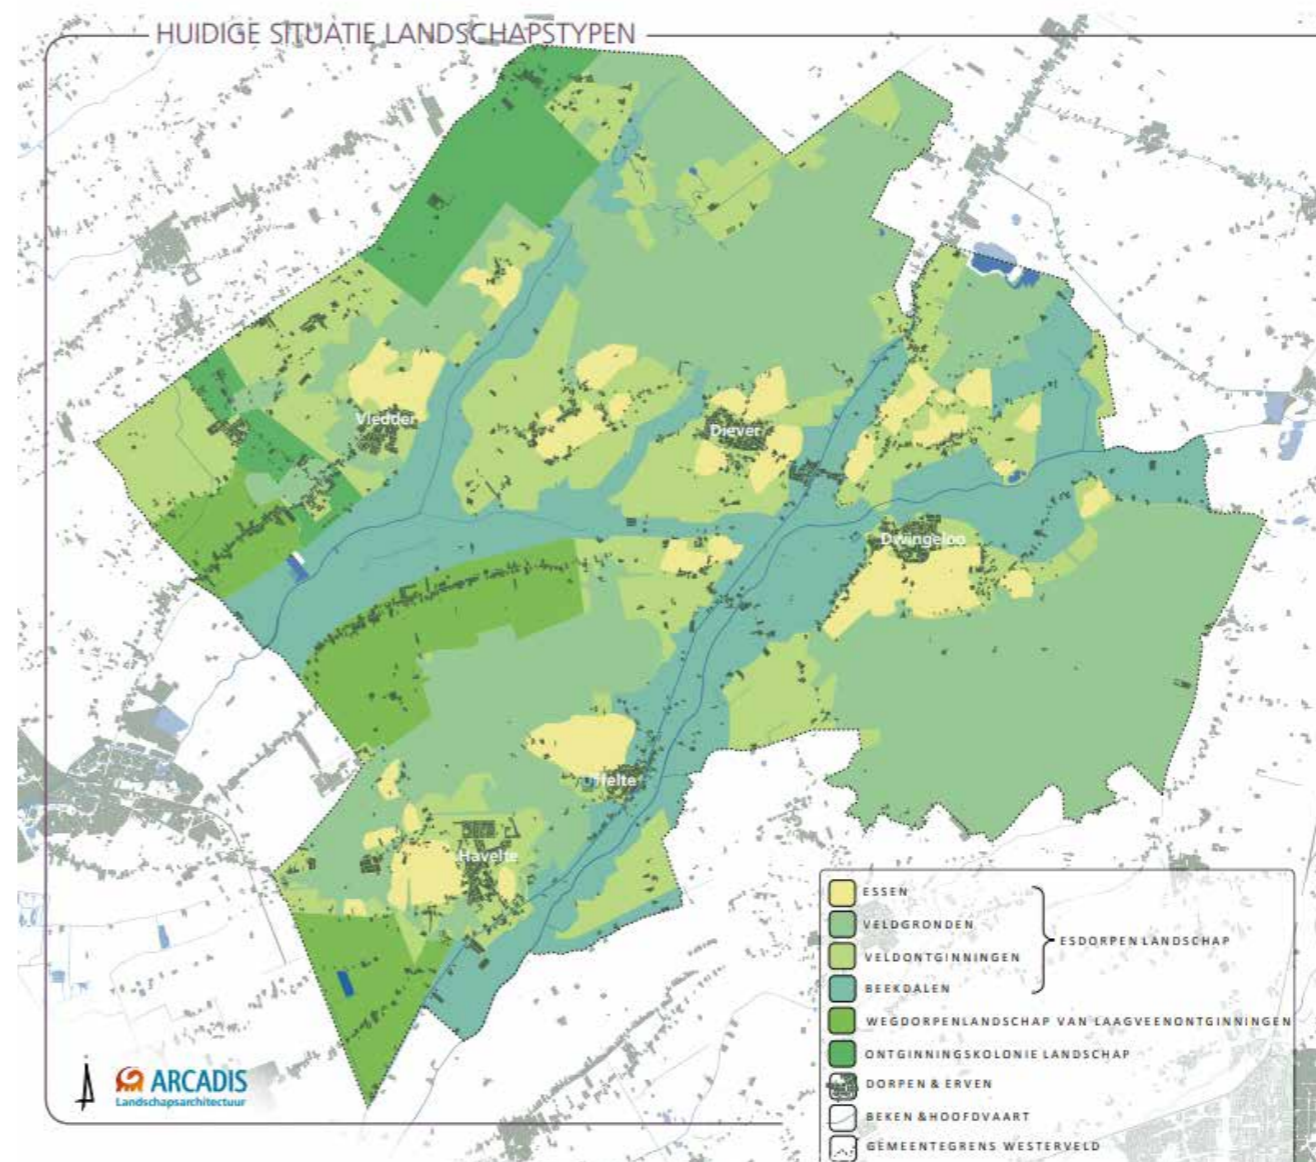 HUIDIGE SITUATIE LANDSCHAPSTYPEN
Vledder
Diever
Dwingeloo
Uffelte
Havelte
ESSEN
VELDGRONDEN
VELDONTGINNINGEN
ESDORPEN LANDSCHAP
BEEKDALEN
WEGDORPENLANDSCHAP VAN LAAGVEENONTGINNINGEN
ONTGINNINGSKOLONIE LANDSCHAP
DORPEN & ERVEN
BEKEN & HOOFDVAART
GEMEENTEGRENS WESTERVELD
ARCADIS
Landschapsarchitectuur